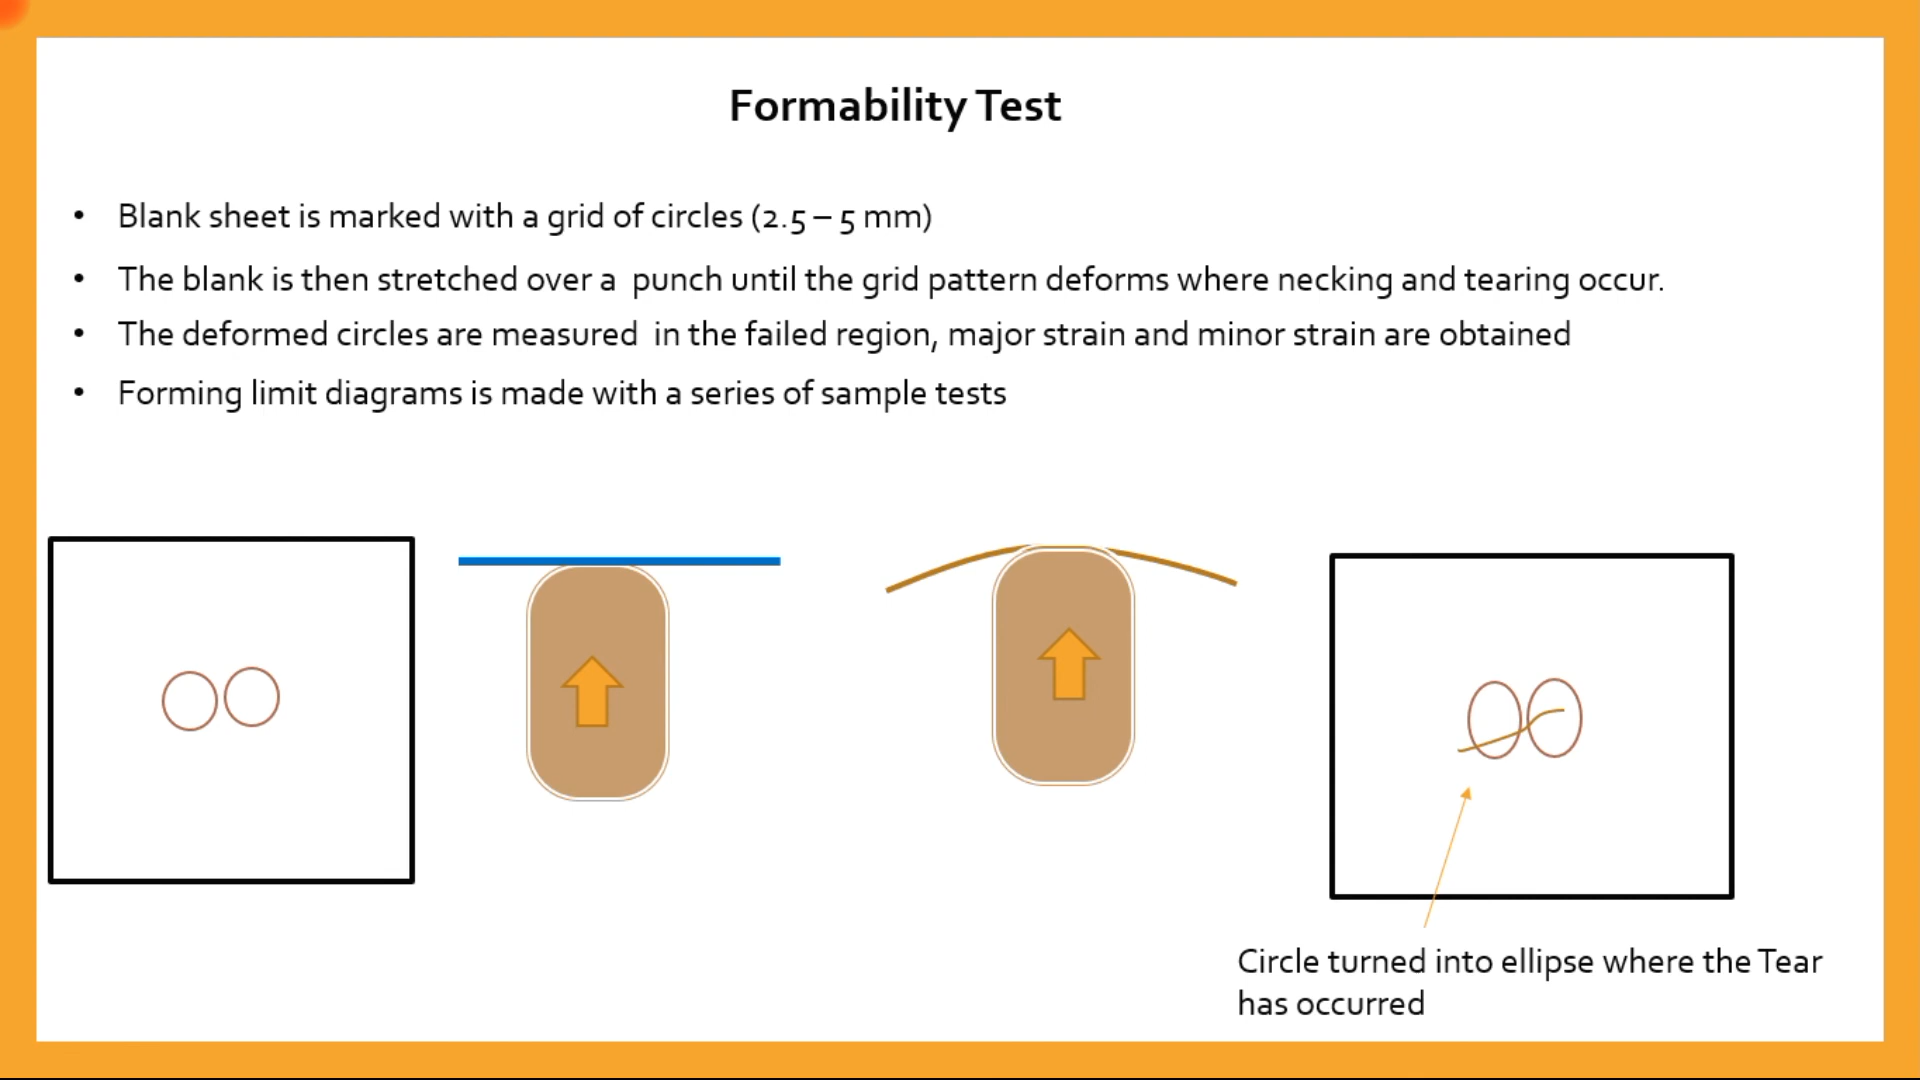 Formability Test
• Blank sheet is marked with a grid of circles (2.5 – 5 mm)
• The blank is then stretched over a punch until the grid pattern deforms where necking and tearing occur.
• The deformed circles are measured in the failed region, major strain and minor strain are obtained
• Forming limit diagrams is made with a series of sample tests
Circle turned into ellipse where the Tear
has occurred